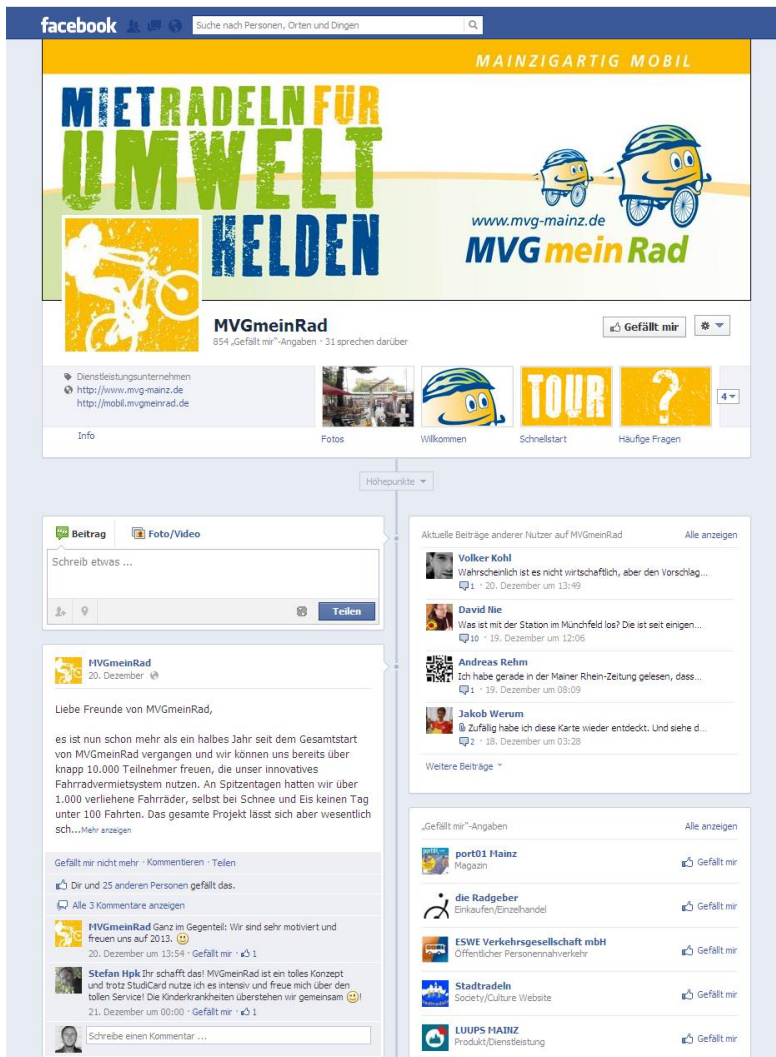 facebook
Suche nach Personen, Orten und Dingen
MAINZIGARTIG MOBIL
MIETRADELN FÜR
UMWELT
HELDEN
www.mvg-mainz.de
MVGmeinRad
MVGmeinRad
854 „Gefällt mir“-Angaben · 31 sprechen darüber
Gefällt mir
Dienstleistungsunternehmen
http://www.mvg-mainz.de
http://mobil.mvgmeinrad.de
Info
Fotos
Willkommen
TOUR
Schnellstart
?
Häufige Fragen
4
Höhepunkte
Beitrag
Foto/Video
Schreib etwas ...
Teilen
MVGmeinRad
20. Dezember
Liebe Freunde von MVGmeinRad,
es ist nun schon mehr als ein halbes Jahr seit dem Gesamtstart
von MVGmeinRad vergangen und wir können uns bereits über
knapp 10.000 Teilnehmer freuen, die unser innovatives
Fahrradvermietsystem nutzen. An Spitzentagen hatten wir über
1.000 verliehene Fahrräder, selbst bei Schnee und Eis keinen Tag
unter 100 Fahrten. Das gesamte Projekt lässt sich aber wesentlich
sch...Mehr anzeigen
Gefällt mir nicht mehr · Kommentieren · Teilen
Dir und 25 anderen Personen gefällt das.
Alle 3 Kommentare anzeigen
MVGmeinRad Ganz im Gegenteil: Wir sind sehr motiviert und
freuen uns auf 2013.
20. Dezember um 13:54 · Gefällt mir · 1
Stefan Hpk Ihr schafft das! MVGmeinRad ist ein tolles Konzept
und trotz StudiCard nutze ich es intensiv und freue mich über den
tollen Service! Die Kinderkrankheiten überstehen wir gemeinsam !
21. Dezember um 00:00 · Gefällt mir · 1
Schreibe einen Kommentar ...
Aktuelle Beiträge anderer Nutzer auf MVGmeinRad
Alle anzeigen
Volker Kohl
Wahrscheinlich ist es nicht wirtschaftlich, aber den Vorschlag...
1 · 20. Dezember um 13:49
David Nie
Was ist mit der Station im Münchfeld los? Die ist seit einigen...
10 · 19. Dezember um 12:06
Andreas Rehm
Ich habe gerade in der Mainer Rhein-Zeitung gelesen, dass...
1 · 19. Dezember um 08:09
Jakob Werum
Zufällig habe ich diese Karte wieder entdeckt. Und siehe d...
2 · 18. Dezember um 03:28
Weitere Beiträge
„Gefällt mir“-Angaben
Alle anzeigen
port01 Mainz
Magazin
Gefällt mir
die Radgeber
Einkaufen/Einzelhandel
Gefällt mir
ESWE Verkehrsgesellschaft mbH
Öffentlicher Personennahverkehr
Gefällt mir
Stadtradeln
Society/Culture Website
Gefällt mir
LUUPS MAINZ
Produkt/Dienstleistung
Gefällt mir